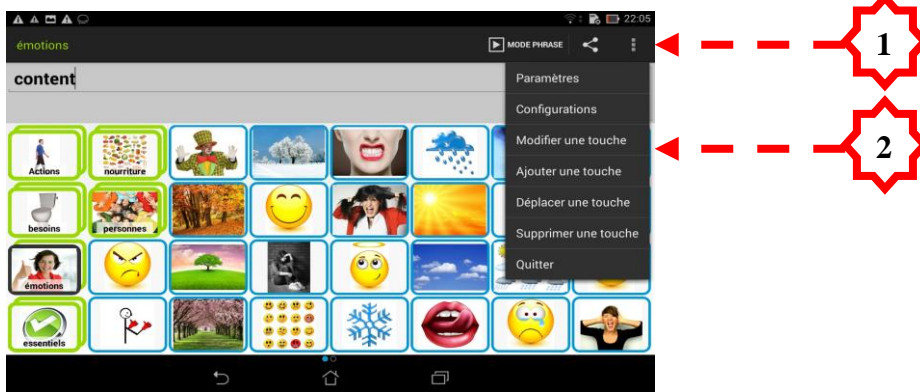 22:05
émotions
MODE PHRASE
1
content
Paramètres
Configurations
Modifier une touche
2
Ajouter une touche
Déplacer une touche
Supprimer une touche
Quitter
Actions
nourriture
besoins
personnes
émotions
essentiels